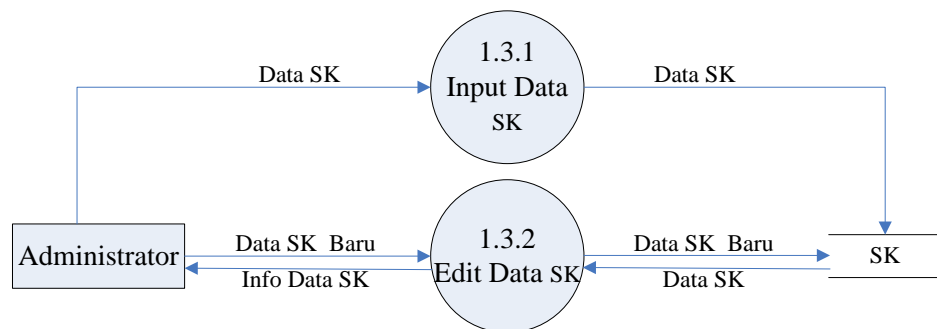 1.3.1
Data SK
Input Data
Data SK
SK
Administrator
Data SK Baru
1.3.2
Data SK Baru
SK
Info Data SK
Edit Data SK
Data SK